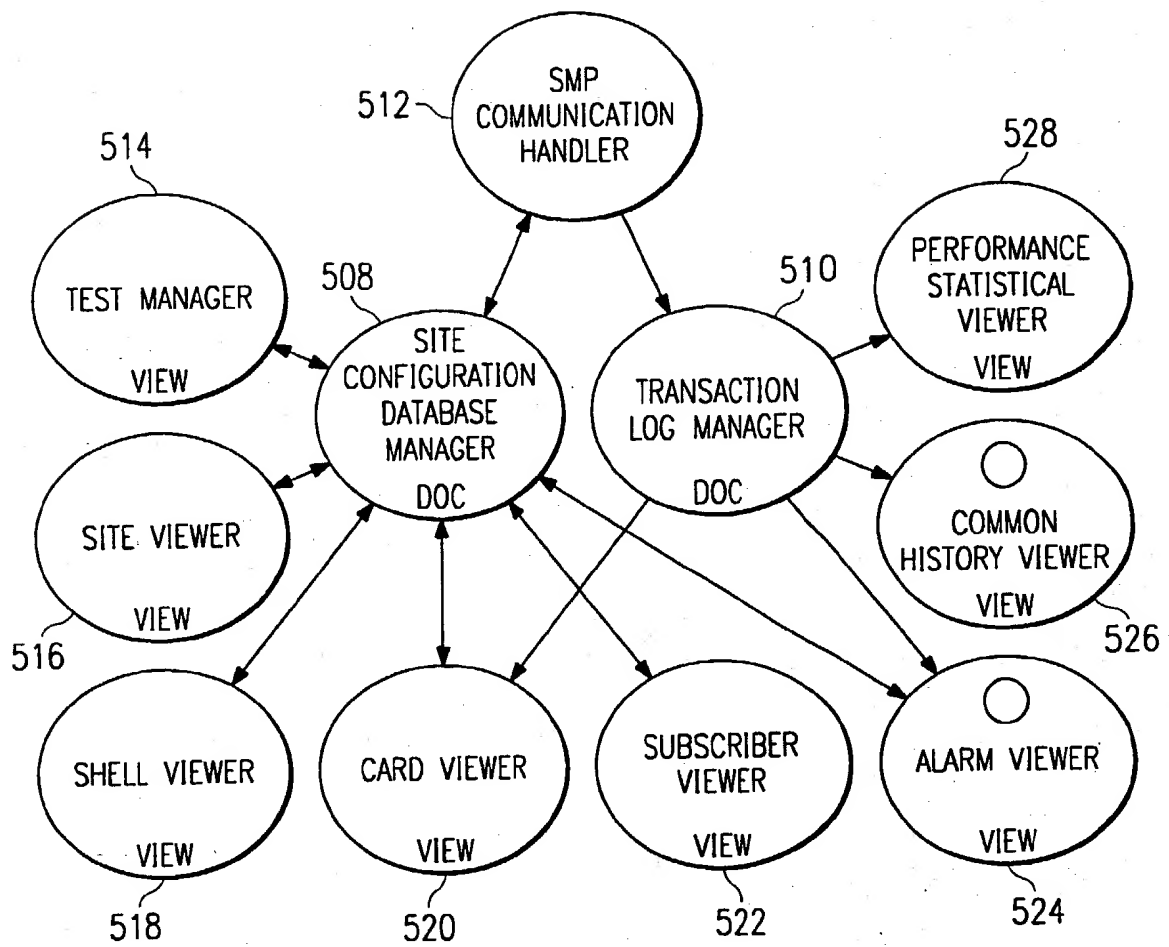 512
SMP
COMMUNICATION
HANDLER
514
TEST MANAGER
VIEW
508
SITE
CONFIGURATION
DATABASE
MANAGER
DOC
510
TRANSACTION
LOG MANAGER
DOC
528
PERFORMANCE
STATISTICAL
VIEWER
VIEW
SITE VIEWER
VIEW
516
COMMON
HISTORY VIEWER
VIEW
526
SHELL VIEWER
VIEW
518
CARD VIEWER
VIEW
520
SUBSCRIBER
VIEWER
VIEW
522
ALARM VIEWER
VIEW
524